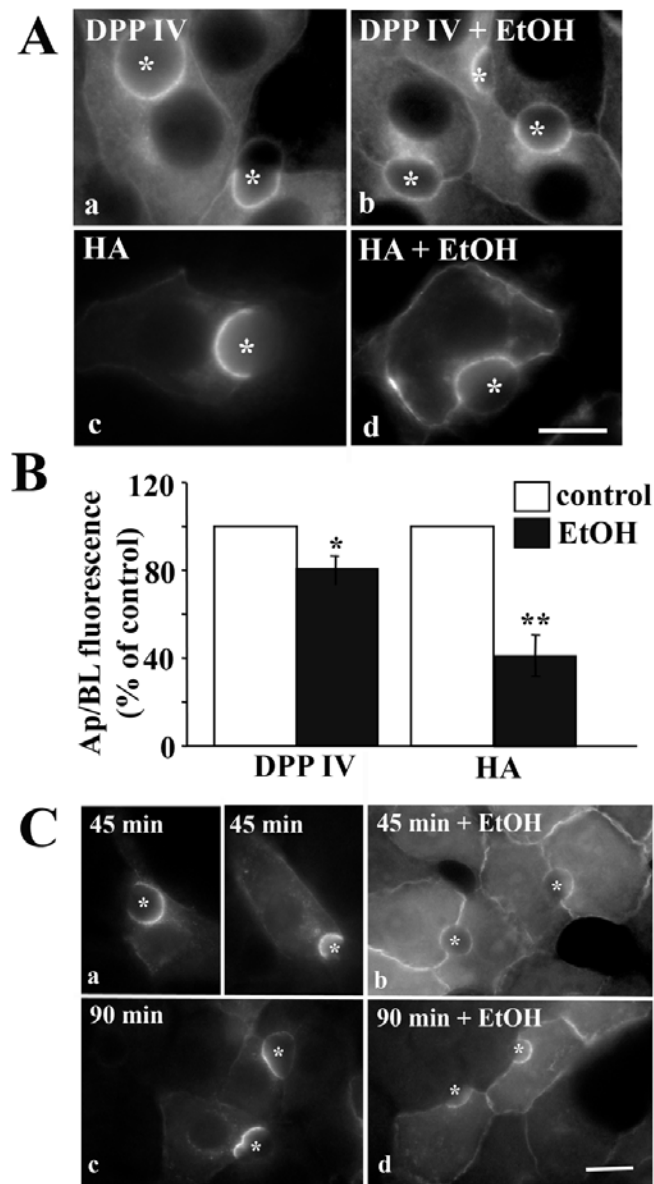 A
DPP IV
*
*
a
DPP IV + EtOH
*
*
*
b
HA
*
c
HA + EtOH
*
d
B
Ap/BL fluorescence
(% of control)
120
80
40
0
control
EtOH
*
**
DPP IV
HA
C
45 min
*
a
45 min
*
45 min + EtOH
*
*
b
90 min
*
*
c
90 min + EtOH
*
*
d